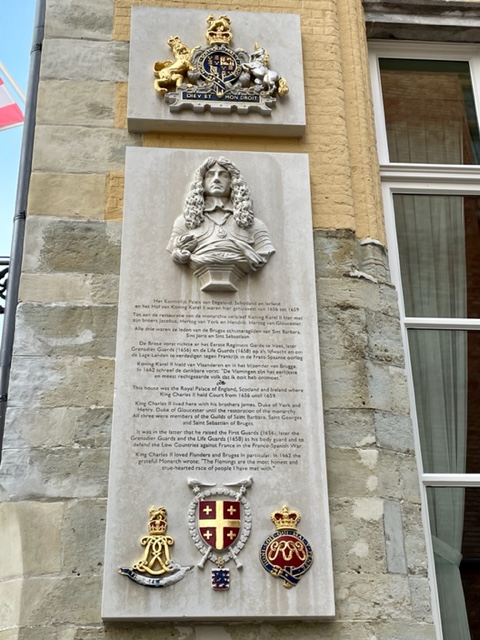 DIEV ET MON DROIT
Het Koninklijk Paleis van Engeland, Schotland en Ierland
en het Hof van Koning Karel II waren hier gehuisvest van 1656 tot 1659.
Tot aan de restauratie van de monarchie verbleef Koning Karel II hier met
zijn broers Jacobus, Hertog van York en Hendrik, Hertog van Gloucester.
Alle drie waren ze leden van de Brugse schuttersgilden van Sint Barbara,
Sint Joris en Sint Sebastiaan.
De Britse vorst richtte er het Eerste Regiment Garde te Voet, later
Grenadier Guards (1656) en de Life Guards (1658) op als lijfwacht en om
de Lage Landen te verdedigen tegen Frankrijk in de Frans Spaanse oorlog
Koning Karel II hield van Vlaanderen en in het bijzonder van Brugge.
In 1662 schreef de dankbare vorst: "De Vlamingen zijn het eerlijkste
en meest rechtgeaarde volk dat ik ooit heb ontmoet."
This house was the Royal Palace of England, Scotland and Ireland where
King Charles II held Court from 1656 until 1659.
King Charles II lived here with his brothers James, Duke of York and
Henry, Duke of Gloucester until the restoration of the monarchy.
All three were members of the Guilds of Saint Barbara, Saint Georges
and Saint Sebastian of Bruges.
It was in the latter that he raised the First Guards (1656), later the
Grenadier Guards and the Life Guards (1658) as his body guard and to
defend the Low Countries against France in the Franco-Spanish War.
King Charles II loved Flanders and Bruges in particular. In 1662 the
grateful Monarch wrote: "The Flemings are the most honest and
true-hearted race of people I have met with."